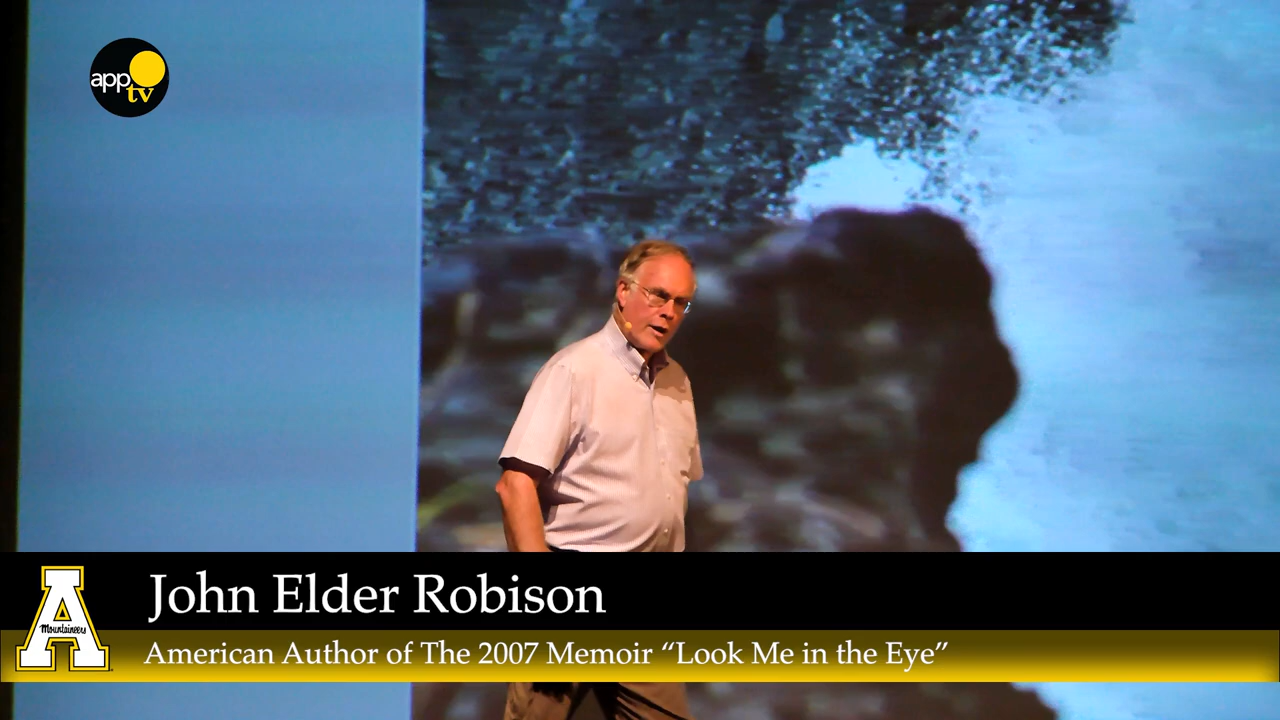 app
tv
John Elder Robison
Mountaineers
American Author of The 2007 Memoir “Look Me in the Eye”